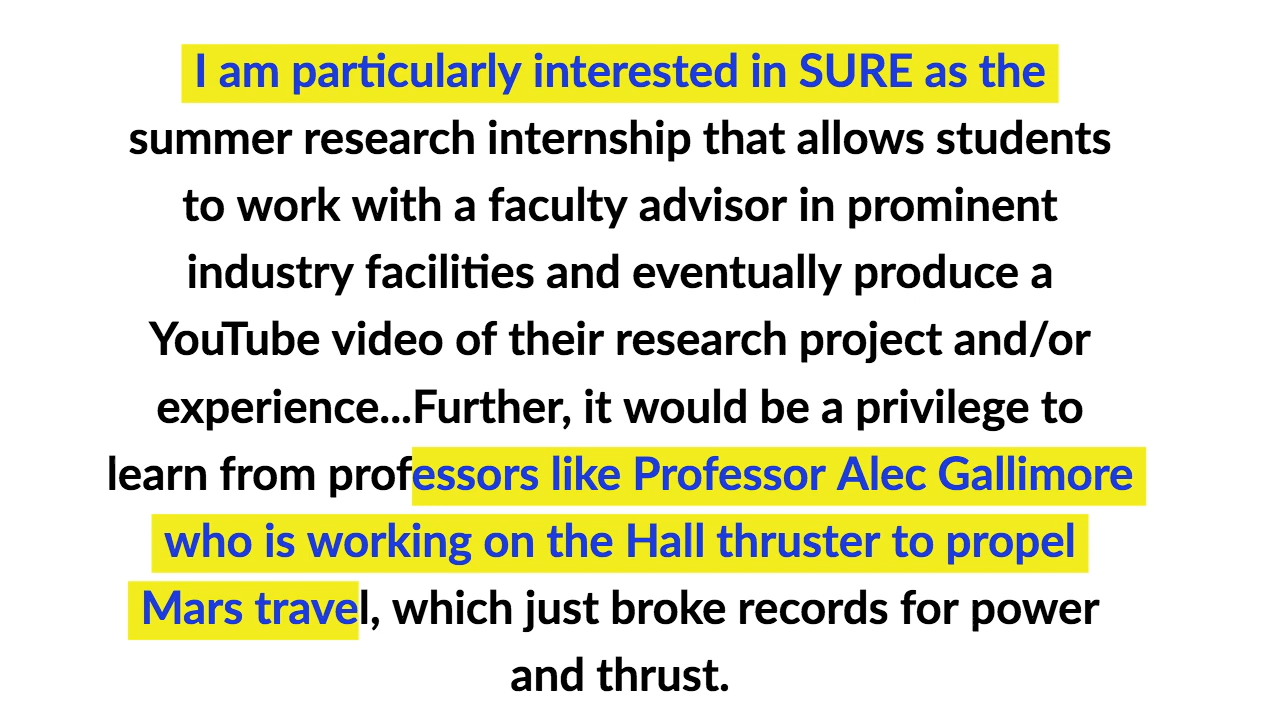 I am particularly interested in SURE as the
summer research internship that allows students
to work with a faculty advisor in prominent
industry facilities and eventually produce a
YouTube video of their research project and/or
experience...Further, it would be a privilege to
learn from professors like Professor Alec Gallimore
who is working on the Hall thruster to propel
Mars travel, which just broke records for power
and thrust.